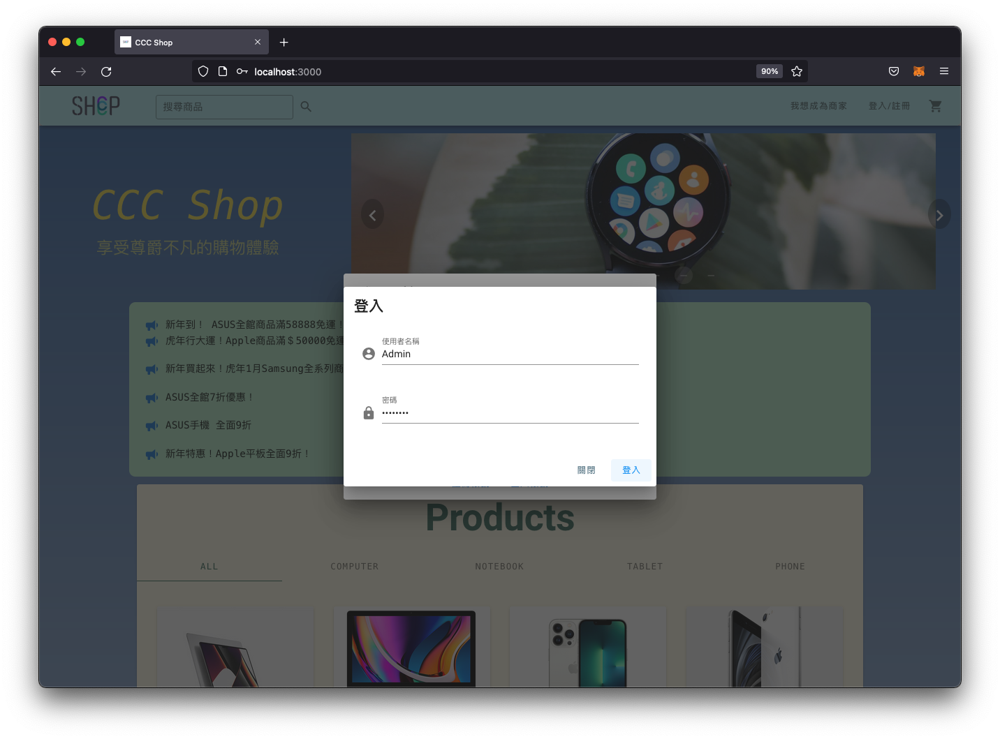 CCC Shop
localhost:3000
90%
SHOP
搜尋商品
我想成為商家
登入/註冊
CCC Shop
享受尊爵不凡的購物體驗
新年到！ ASUS全館商品滿58888免運！
虎年行大運！Apple商品滿＄50000免運
新年買起來！虎年1月Samsung全系列商
ASUS全館7折優惠！
ASUS手機 全面9折
新年特惠！Apple平板全面9折！
登入
使用者名稱
Admin
密碼
••••••••
關閉
登入
Products
ALL
COMPUTER
NOTEBOOK
TABLET
PHONE